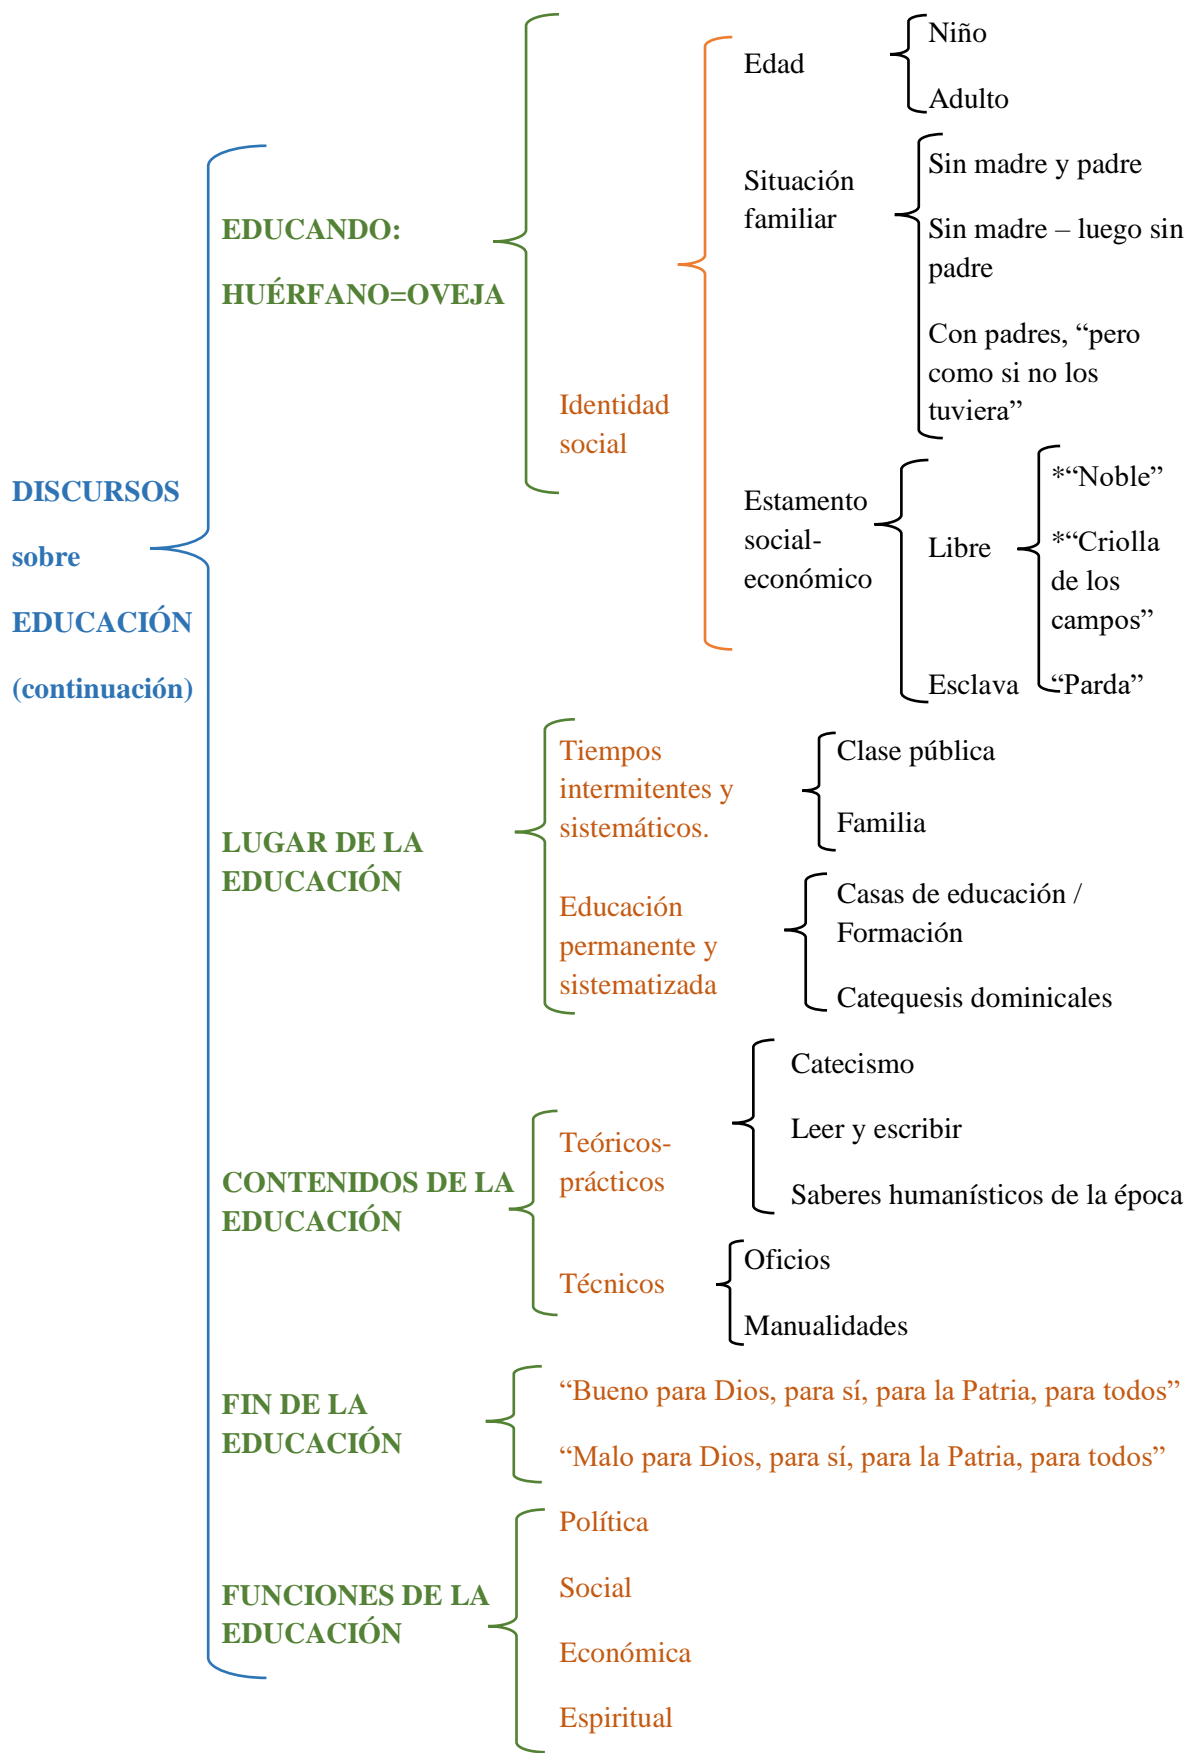 DISCURSOS
sobre
EDUCACIÓN
(continuación)
EDUCANDO:
HUÉRFANO=OVEJA
Identidad
social
Edad
Niño
Adulto
Situación
familiar
Sin madre y padre
Sin madre – luego sin
padre
Con padres, “pero
como si no los
tuviera”
Estamento
social-
económico
Libre
*“Noble”
*“Criolla
de los
campos”
Esclava
“Parda”
LUGAR DE LA
EDUCACIÓN
Tiempos
intermitentes y
sistemáticos.
Clase pública
Familia
Educación
permanente y
sistematizada
Casas de educación /
Formación
Catequesis dominicales
CONTENIDOS DE LA
EDUCACIÓN
Teóricos-
prácticos
Catecismo
Leer y escribir
Saberes humanísticos de la época
Técnicos
Oficios
Manualidades
FIN DE LA
EDUCACIÓN
“Bueno para Dios, para sí, para la Patria, para todos”
“Malo para Dios, para sí, para la Patria, para todos”
FUNCIONES DE LA
EDUCACIÓN
Política
Social
Económica
Espiritual